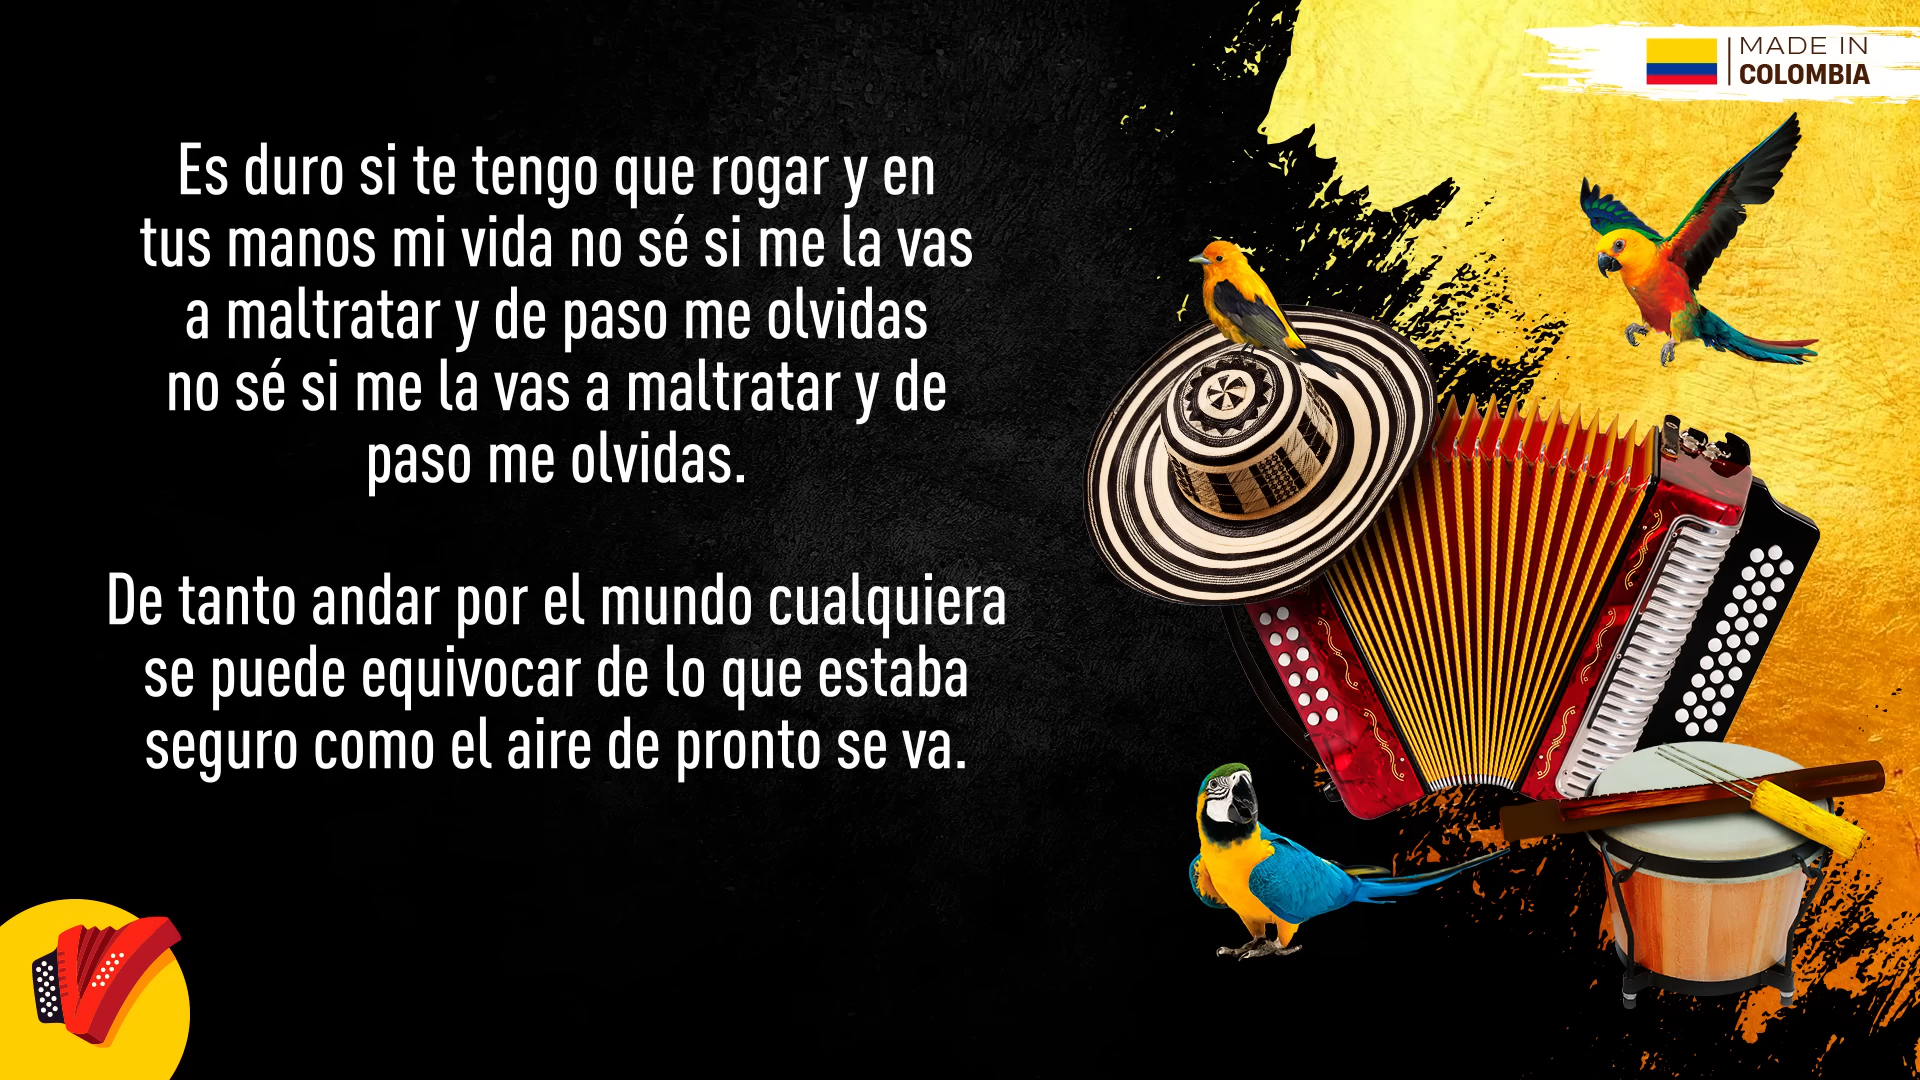 MADE IN
COLOMBIA
Es duro si te tengo que rogar y en
tus manos mi vida no sé si me la vas
a maltratar y de paso me olvidas
no sé si me la vas a maltratar y de
paso me olvidas.
De tanto andar por el mundo cualquiera
se puede equivocar de lo que estaba
seguro como el aire de pronto se va.